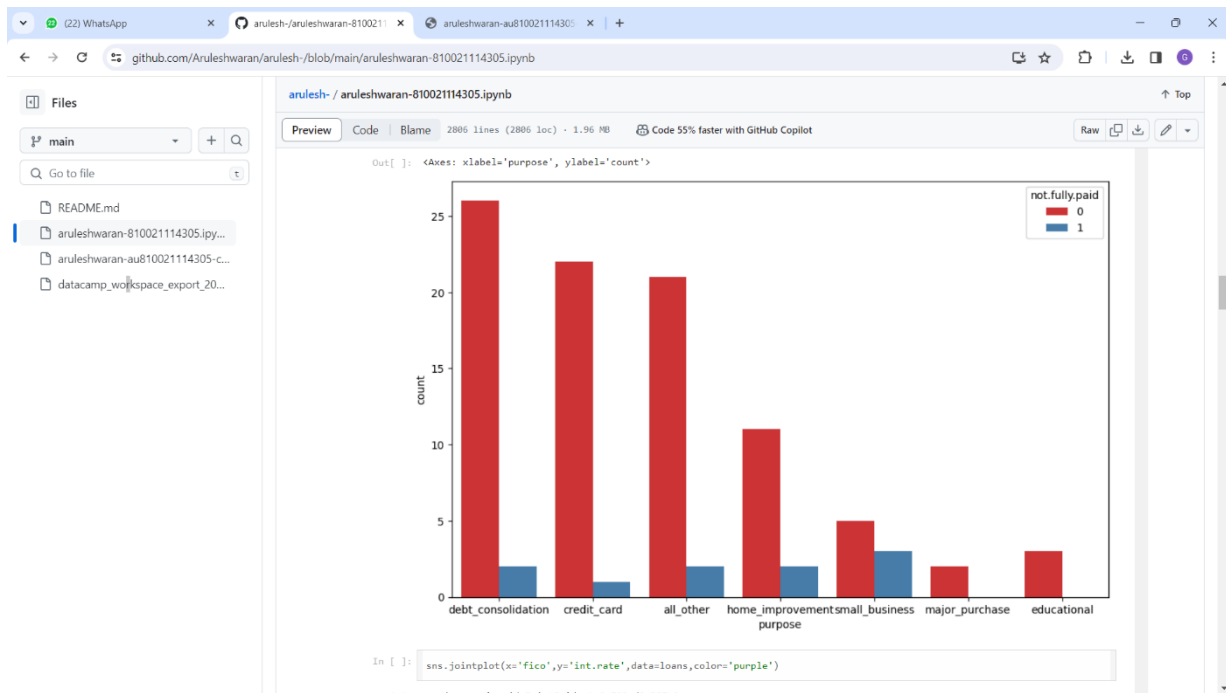 (22) WhatsApp
arulesh-/aruleshwaran-8100211
aruleshwaran-au810021114305
github.com/Aruleshwaran/arulesh-/blob/main/aruleshwaran-810021114305.ipynb
G
Files
main
Go to file
t
README.md
aruleshwaran-810021114305.ipy...
aruleshwaran-au810021114305-c...
datacamp_workspace_export_20...
arulesh- / aruleshwaran-810021114305.ipynb
Top
Preview Code Blame 2806 lines (2806 loc) · 1.96 MB Code 55% faster with GitHub Copilot Raw
Out[ ]: <Axes: xlabel='purpose', ylabel='count'>
not.fully.paid
0
1
25
20
15
10
5
0
count
debt_consolidation credit_card all_other home_improvement small_business major_purchase educational
purpose
In [ ]: sns.jointplot(x='fico',y='int.rate',data=loans,color='purple')